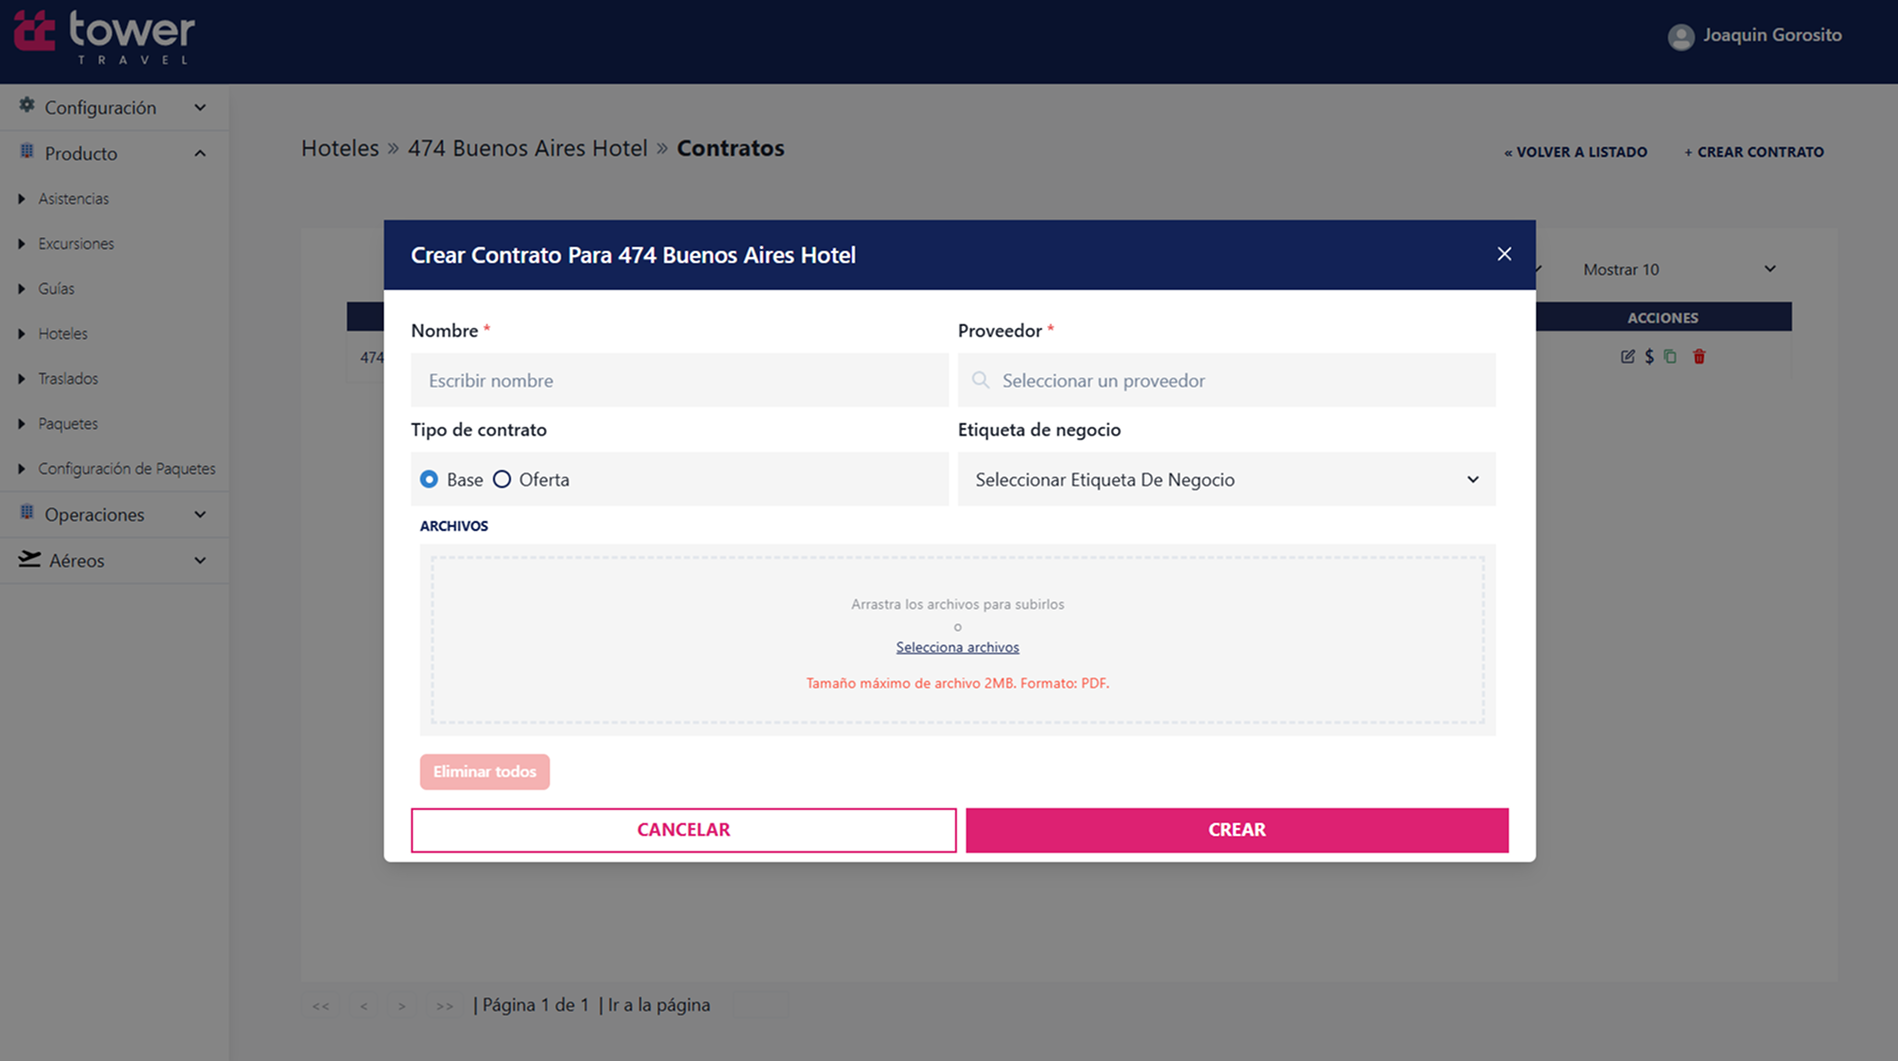 tower
TRAVEL
Joaquin Gorosito
Configuración
Producto
Asistencias
Excursiones
Guías
Hoteles
Traslados
Paquetes
Configuración de Paquetes
Operaciones
Aéreos
Hoteles » 474 Buenos Aires Hotel » Contratos
« VOLVER A LISTADO
+ CREAR CONTRATO
Mostrar 10
ACCIONES
474
$
Crear Contrato Para 474 Buenos Aires Hotel
Nombre *
Proveedor *
Escribir nombre
Seleccionar un proveedor
Tipo de contrato
Etiqueta de negocio
Base
Oferta
Seleccionar Etiqueta De Negocio
ARCHIVOS
Arrastra los archivos para subirlos
o
Selecciona archivos
Tamaño máximo de archivo 2MB. Formato: PDF.
Eliminar todos
CANCELAR
CREAR
<< < > >> | Página 1 de 1 | Ir a la página